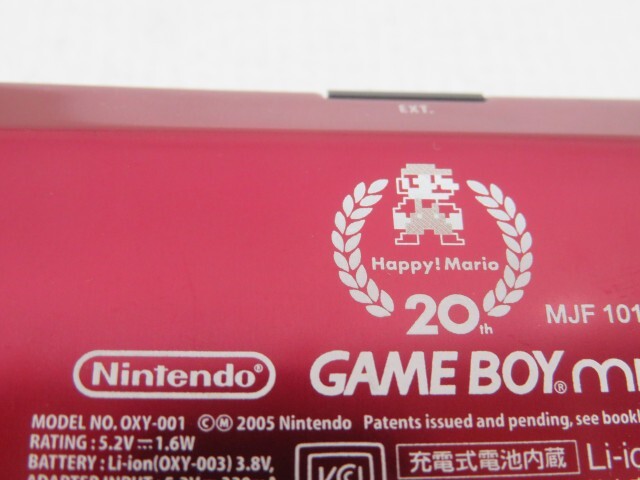 EXT.
Happy! Mario
20th
MJF 101
Nintendo®
GAME BOY®
MODEL NO. OXY-001 ©Ⓜ 2005 Nintendo Patents issued and pending, see
RATING : 5.2V⎓1.6W
BATTERY : Li-ion(OXY-003) 3.8V,
充電式電池内蔵